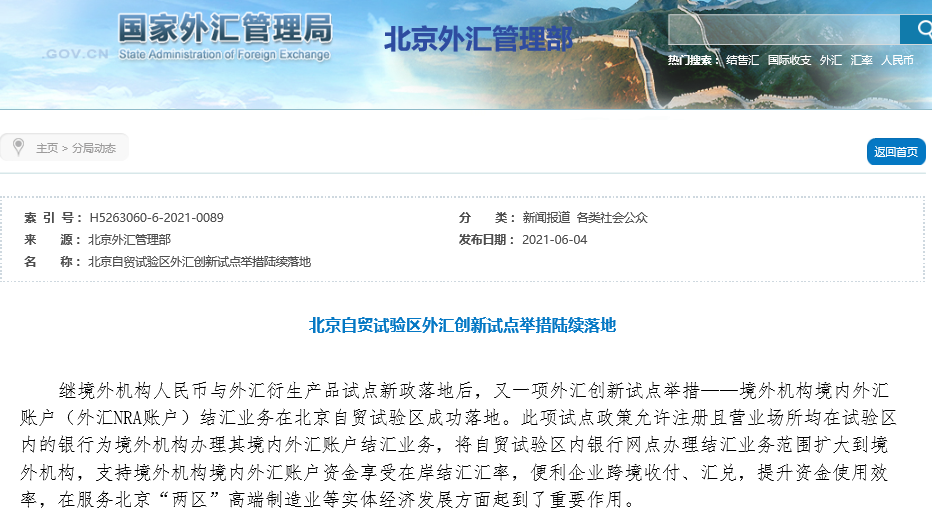 国家外汇管理局
.GOV.CN State Administration of Foreign Exchange
北京外汇管理部
热门搜索： 结售汇 国际收支 外汇 汇率 人民币
主页 > 分局动态
返回首页
索 引 号： H5263060-6-2021-0089 分 类： 新闻报道 各类社会公众
来 源： 北京外汇管理部 发布日期： 2021-06-04
名 称： 北京自贸试验区外汇创新试点举措陆续落地
北京自贸试验区外汇创新试点举措陆续落地
继境外机构人民币与外汇衍生产品试点新政落地后，又一项外汇创新试点举措——境外机构境内外汇
账户（外汇NRA账户）结汇业务在北京自贸试验区成功落地。此项试点政策允许注册且营业场所均在试验区
内的银行为境外机构办理其境内外汇账户结汇业务，将自贸试验区内银行网点办理结汇业务范围扩大到境
外机构，支持境外机构境内外汇账户资金享受在岸结汇汇率，便利企业跨境收付、汇兑，提升资金使用效
率，在服务北京“两区”高端制造业等实体经济发展方面起到了重要作用。